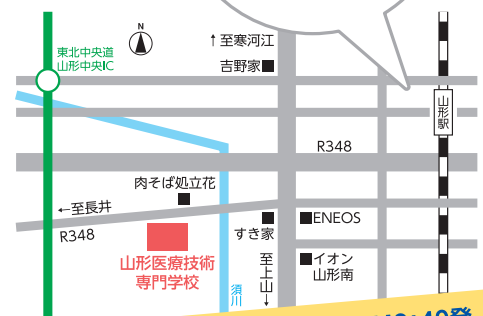 N
東北中央道
山形中央IC
↑至寒河江
吉野家
山形駅
R348
肉そば処立花
←至長井
R348
すき家
ENEOS
山形医療技術
専門学校
須川
至上山→
イオン
山形南